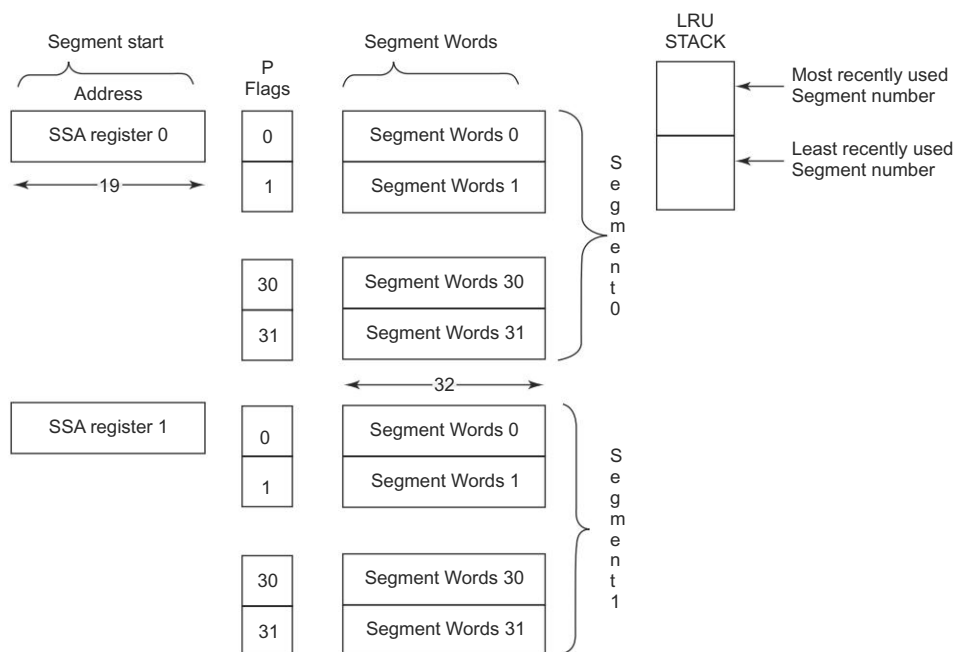 Segment start
Address
P
Flags
Segment Words
LRU
STACK
Most recently used
Segment number
Least recently used
Segment number
SSA register 0
19
0
1
30
31
Segment Words 0
Segment Words 1
Segment Words 30
Segment Words 31
Segment0
32
SSA register 1
0
1
30
31
Segment Words 0
Segment Words 1
Segment Words 30
Segment Words 31
Segment1